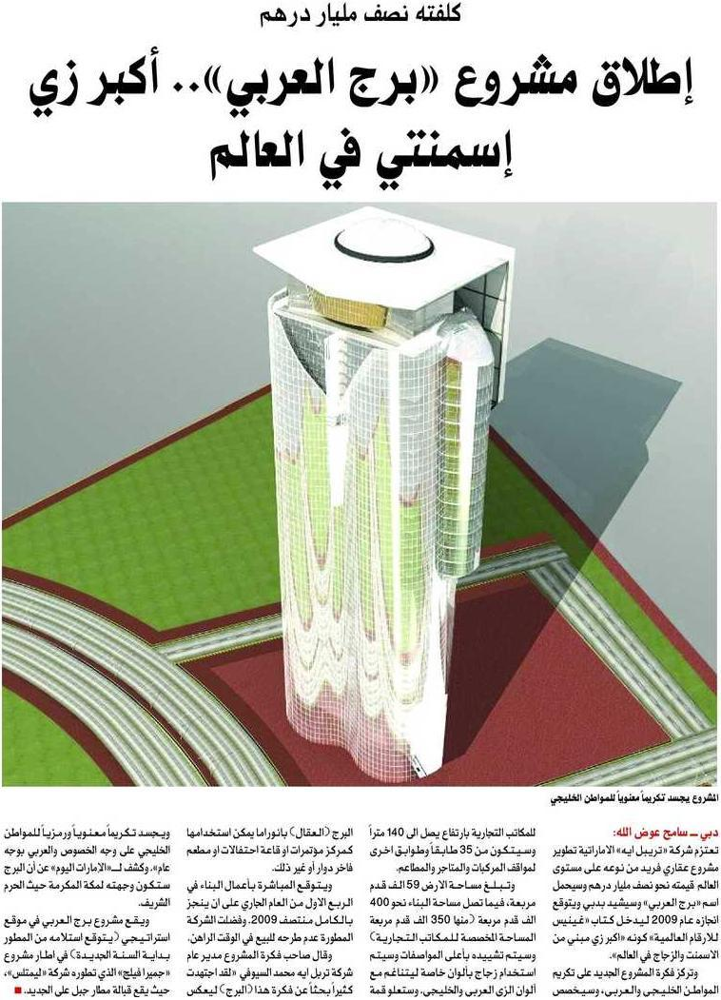 كلفته نصف مليار درهم
إطلاق مشروع «برج العربي».. أكبر زي
إسمنتي في العالم
المشروع يجسد تكريماً معنوياً للمواطن الخليجي
دبي ــ سامح عوض الله:
تعتزم شركة «تريبل ايه» الاماراتية تطوير
مشروع عقاري فريد من نوعه على مستوى
العالم قيمته نحو نصف مليار درهم وسيحمل
اسم «برج العربي» وسيشيد بدبي ويتوقع
انجازه عام 2009 ليدخل كتاب «غينيس
للارقام العالمية» كونه «اكبر زي مبني من
الاسمنت والزجاج في العالم».
وتركز فكرة المشروع الجديد على تكريم
المواطن الخليجي والعربي، وسيخصص
للمكاتب التجارية بارتفاع يصل الى 140 متراً
وسيتكون من 35 طابقاً وطوابق اخرى
لمواقف المركبات والمتاجر والمطاعم.
وتبلغ مساحة الارض 59 الف قدم
مربعة، فيما تصل مساحة البناء نحو 400
الف قدم مربعة (منها 350 الف قدم مربعة
المساحة المخصصة للمكاتب التجارية)
وسيتم تشييده بأعلى المواصفات وسيتم
استخدام زجاج بألوان خاصة ليتناغم مع
ألوان الزي العربي والخليجي. وستعلو قمة
البرج (العقال) بانوراما يمكن استخدامها
كمركز مؤتمرات او قاعة احتفالات او مطعم
فاخر دوار أو غير ذلك.
ويتوقع المباشرة بأعمال البناء في
الربع الاول من العام الجاري على ان ينجز
بالكامل منتصف 2009. وفضلت الشركة
المطورة عدم طرحه للبيع في الوقت الراهن.
وقال صاحب فكرة المشروع مدير عام
شركة تربل ايه محمد السيوفي «لقد اجتهدت
كثيراً بحثاً عن فكرة هذا (البرج) ليعكس
ويجسد تكريماً معنوياً ورمزياً للمواطن
الخليجي على وجه الخصوص والعربي بوجه
عام». وكشف لــ«الإمارات اليوم» عن أن البرج
ستكون وجهته لمكة المكرمة حيث الحرم
الشريف.
ويقع مشروع برج العربي في موقع
استراتيجي (يتوقع استلامه من المطور
بداية السنة الجديدة) في اطار مشروع
«جميرا فيلج» الذي تطوره شركة «ليمتلس»،
حيث يقع قبالة مطار جبل علي الجديد.